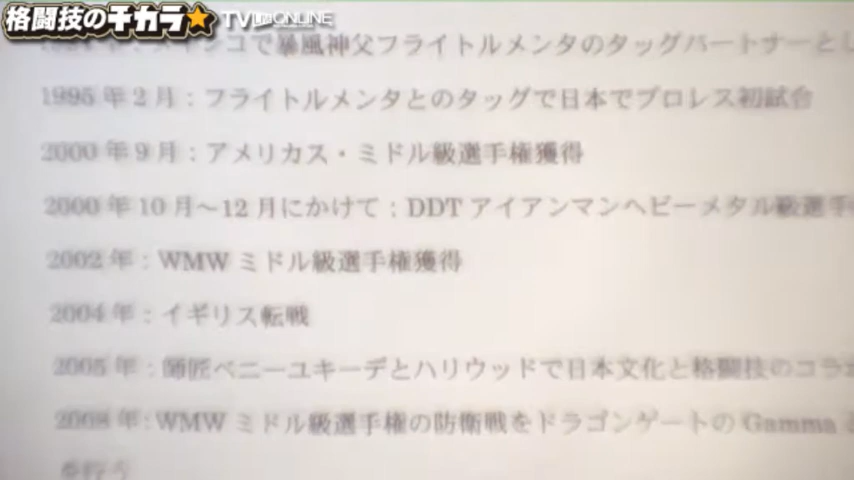 格闘技のチカラ★ TVLife ONLINE
メキシコで暴風神父フライトルメンタのタッグパートナーとし
1995年2月：フライトルメンタとのタッグで日本でプロレス初試合
2000年9月：アメリカス・ミドル級選手権獲得
2000年10月～12月にかけて：DDTアイアンマンヘビーメタル級選手
2002年：WMWミドル級選手権獲得
2004年：イギリス転戦
2005年：師匠ベニーユキーデとハリウッドで日本文化と格闘技のコラ
2008年:WMWミドル級選手権の防衛戦をドラゴンゲートのGamma
を行う